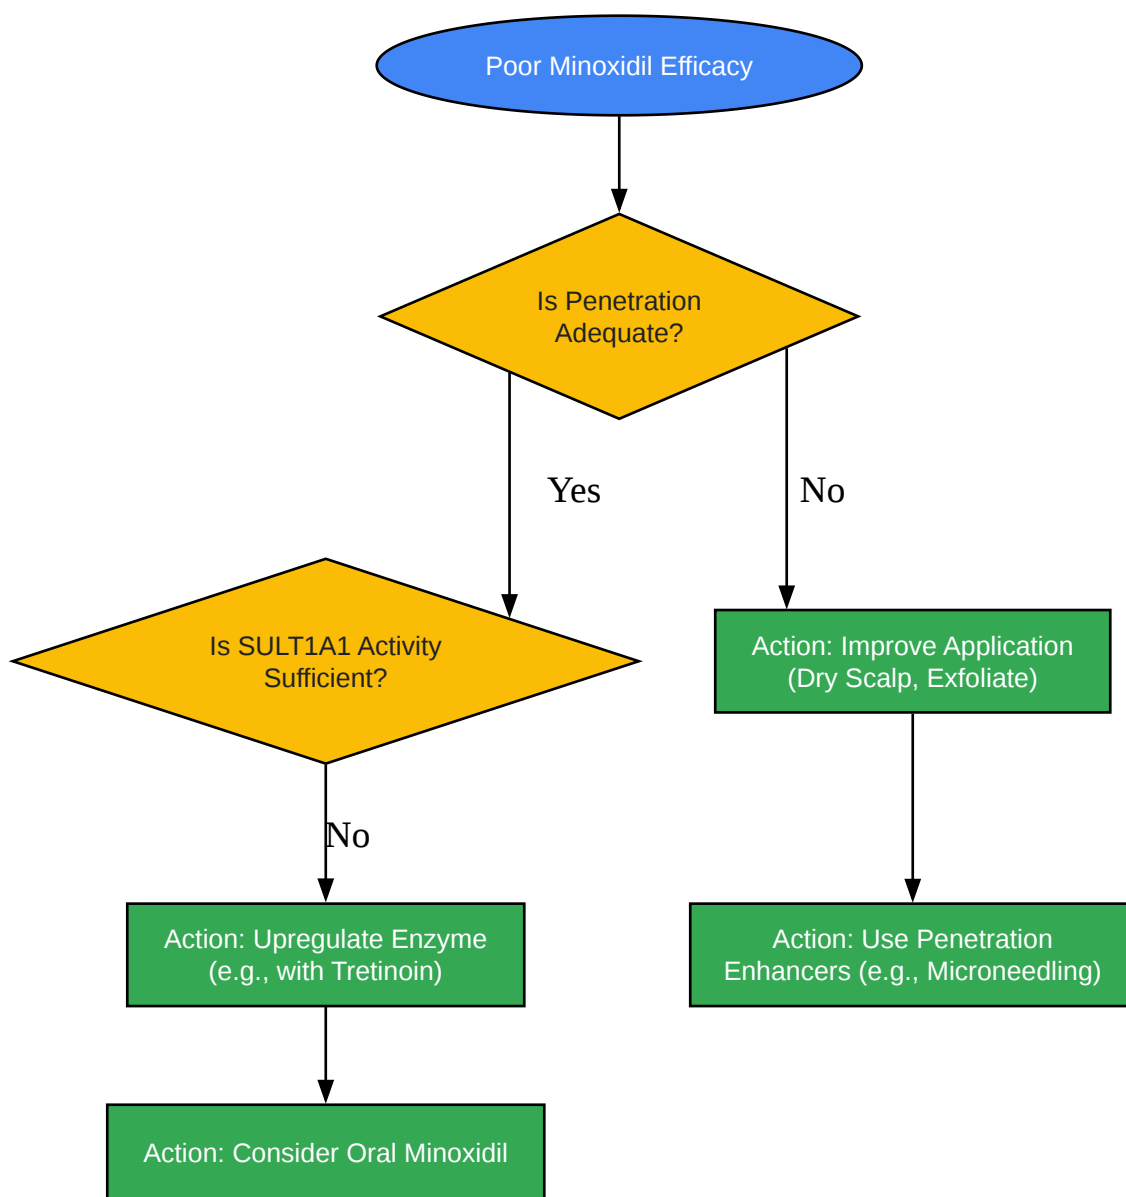 Poor Minoxidil Efficacy
Is Penetration
Adequate?
Yes
No
Is SULT1A1 Activity
Sufficient?
Action: Improve Application
(Dry Scalp, Exfoliate)
No
Action: Upregulate Enzyme
(e.g., with Tretinoin)
Action: Use Penetration
Enhancers (e.g., Microneedling)
Action: Consider Oral Minoxidil